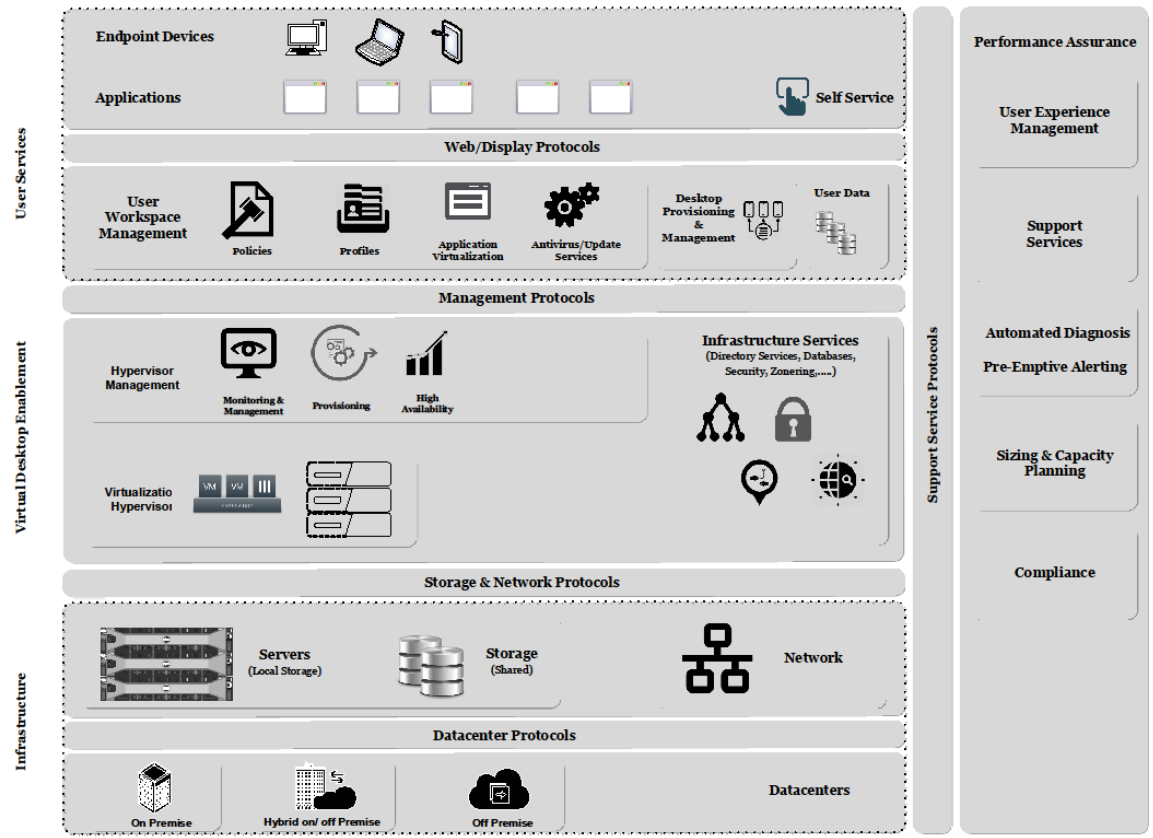 Endpoint Devices
Applications
Self Service
Web/Display Protocols
User
Workspace
Management
Policies
Profiles
Application
Virtualization
Antivirus/Update
Services
Desktop
Provisioning
&
Management
User Data
Management Protocols
Hypervisor
Management
Monitoring &
Management
Provisioning
High
Availability
Infrastructure Services
(Directory Services, Databases,
Security, Zonering,.....)
Virtualizatio
Hypervisor
VM VM
Storage & Network Protocols
Servers
(Local Storage)
Storage
(Shared)
Network
Datacenter Protocols
On Premise
Hybrid on/ off Premise
Off Premise
Datacenters
User Services
Virtual Desktop Enablement
Infrastructure
Support Service Protocols
Performance Assurance
User Experience
Management
Support
Services
Automated Diagnosis
Pre-Emptive Alerting
Sizing & Capacity
Planning
Compliance